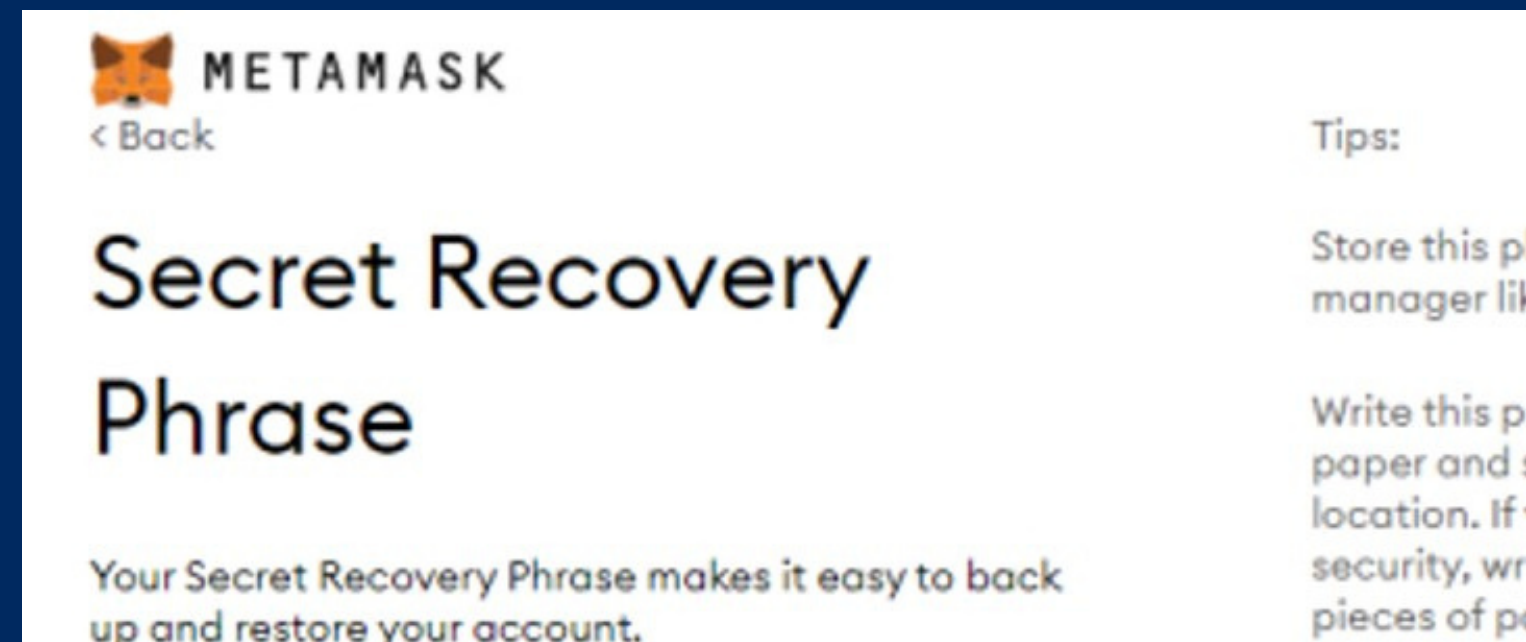 METAMASK
< Back
Secret Recovery
Phrase
Your Secret Recovery Phrase makes it easy to back
up and restore your account.
Tips:
Store this
manager
Write this
paper and
location. If
security,
pieces of